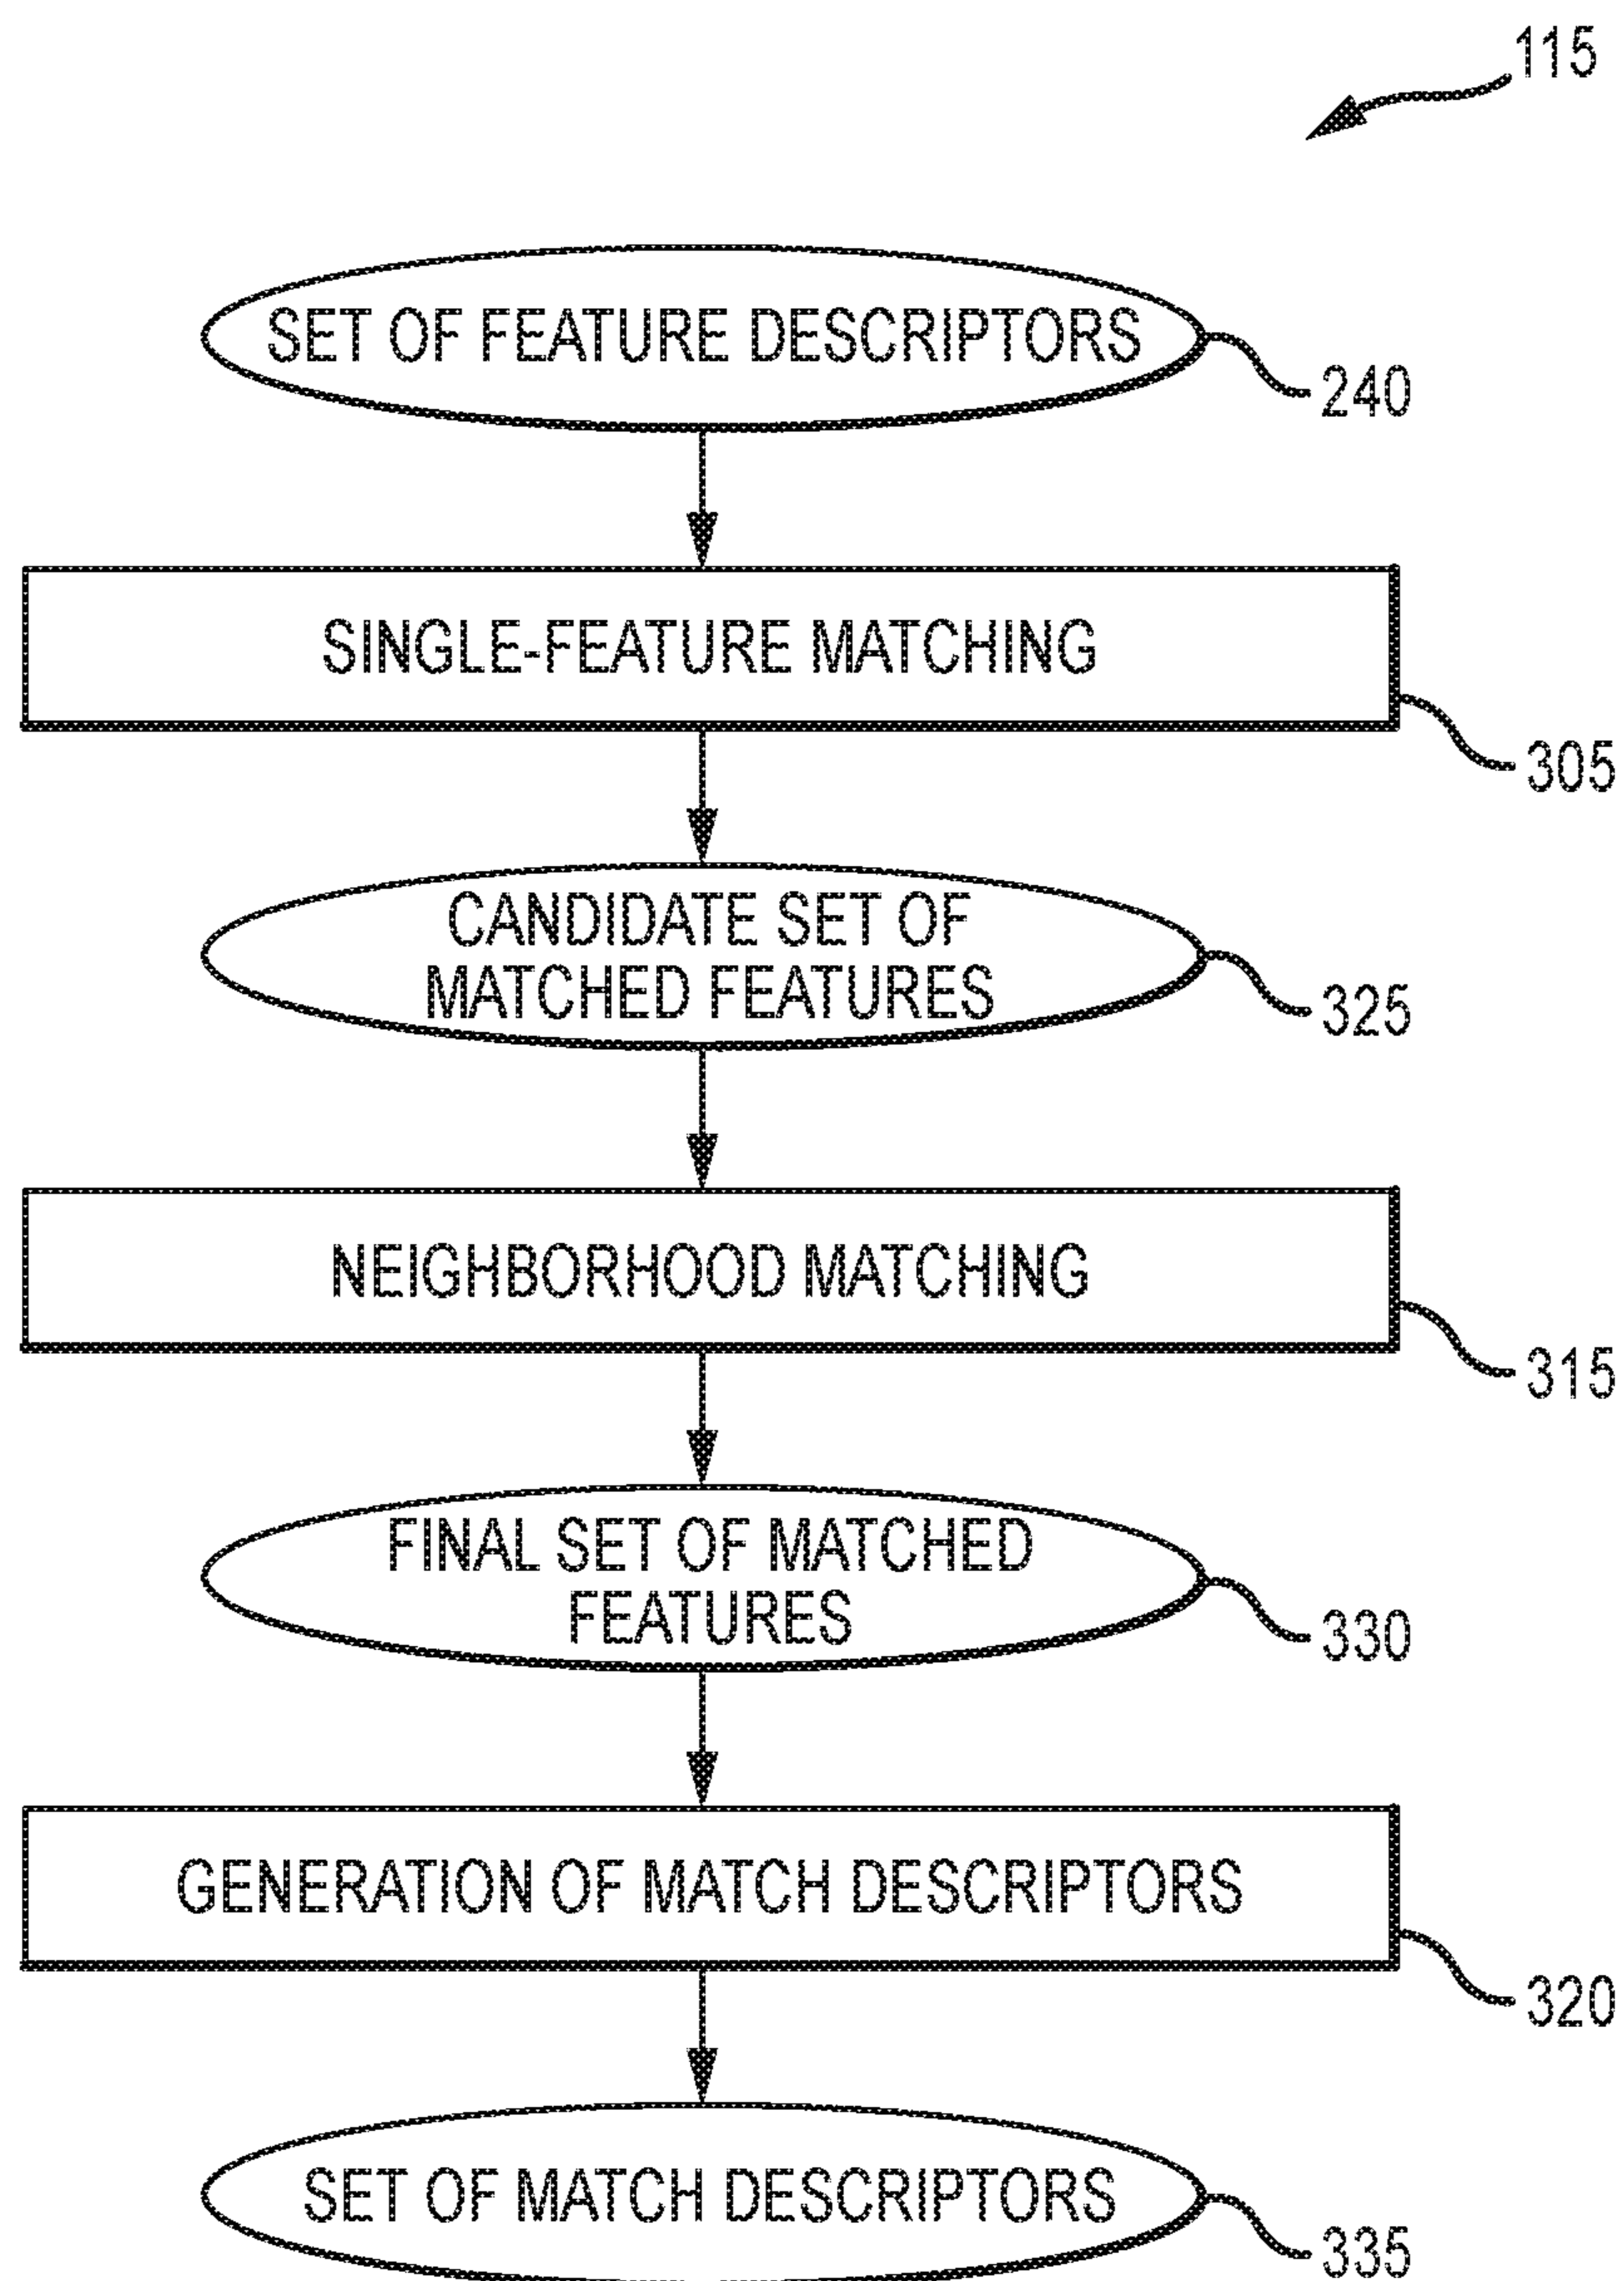 115
SET OF FEATURE DESCRIPTORS
240
SINGLE-FEATURE MATCHING
305
CANDIDATE SET OF
MATCHED FEATURES
325
NEIGHBORHOOD MATCHING
315
FINAL SET OF MATCHED
FEATURES
330
GENERATION OF MATCH DESCRIPTORS
320
SET OF MATCH DESCRIPTORS
335